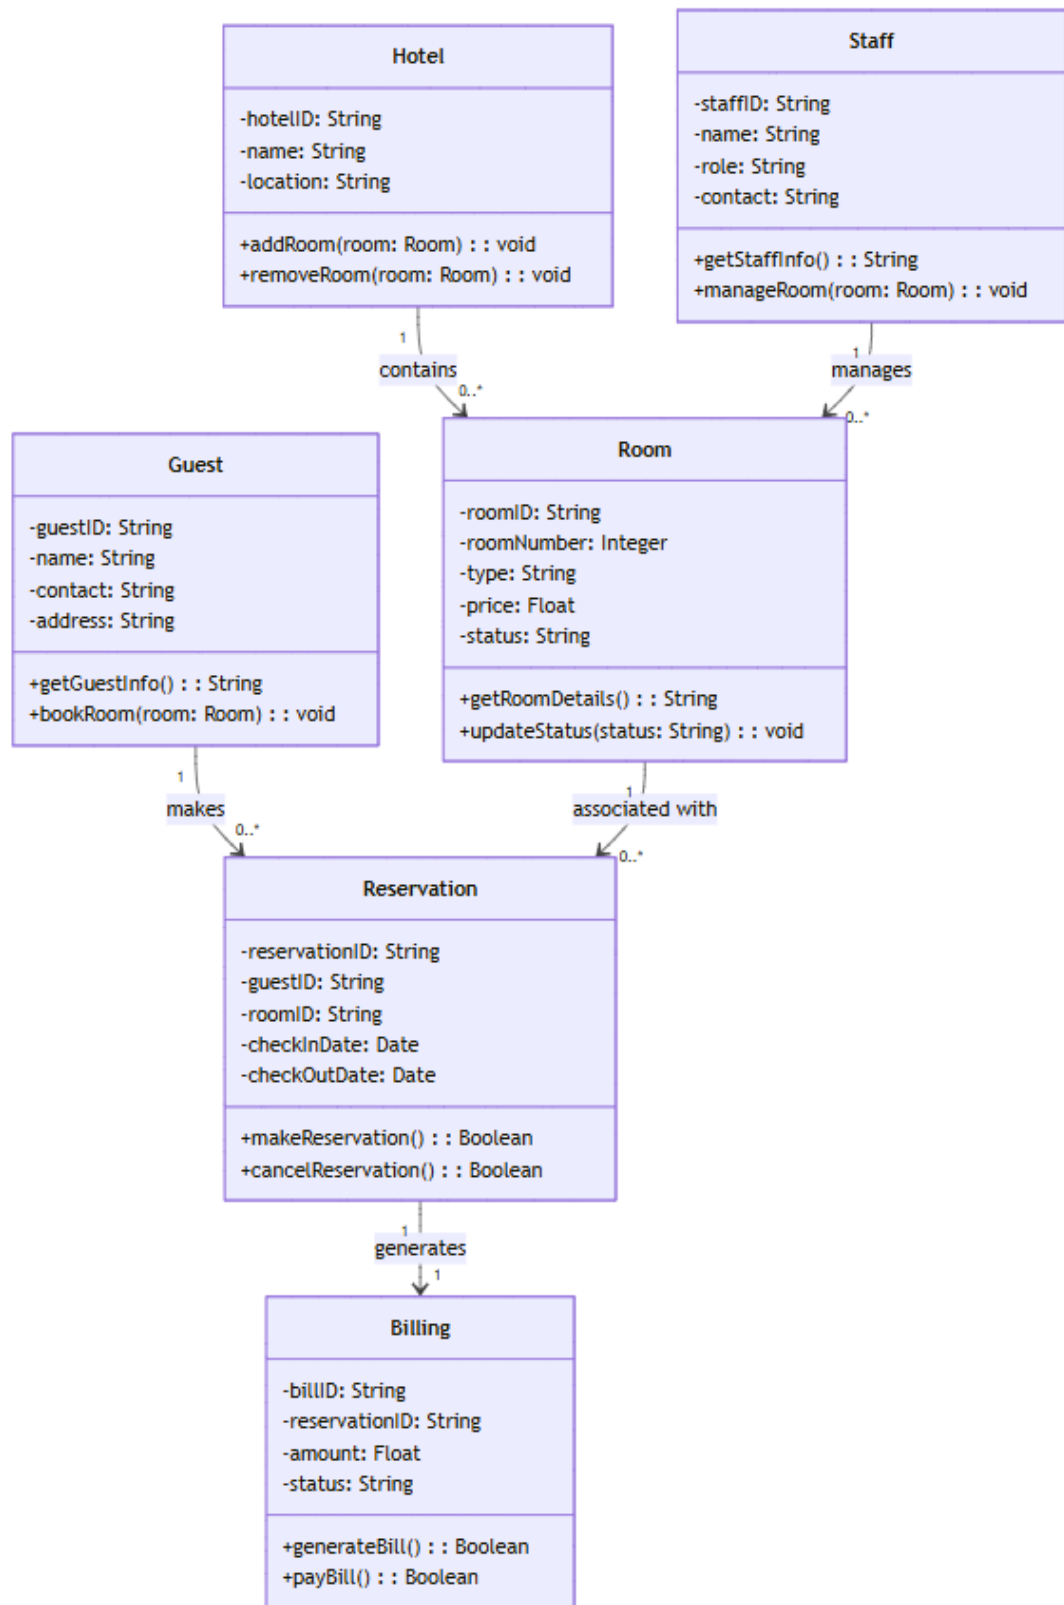 Hotel
-hotelID: String
-name: String
-location: String
+addRoom(room: Room) : : void
+removeRoom(room: Room) : : void
Staff
-staffID: String
-name: String
-role: String
-contact: String
+getStaffInfo() : : String
+manageRoom(room: Room) : : void
1
contains
0..*
1
manages
0..*
Guest
-guestID: String
-name: String
-contact: String
-address: String
+getGuestInfo() : : String
+bookRoom(room: Room) : : void
Room
-roomID: String
-roomNumber: Integer
-type: String
-price: Float
-status: String
+getRoomDetails() : : String
+updateStatus(status: String) : : void
1
makes
0..*
1
associated with
0..*
Reservation
-reservationID: String
-guestID: String
-roomID: String
-checkInDate: Date
-checkOutDate: Date
+makeReservation() : : Boolean
+cancelReservation() : : Boolean
1
generates
1
Billing
-billID: String
-reservationID: String
-amount: Float
-status: String
+generateBill() : : Boolean
+payBill() : : Boolean